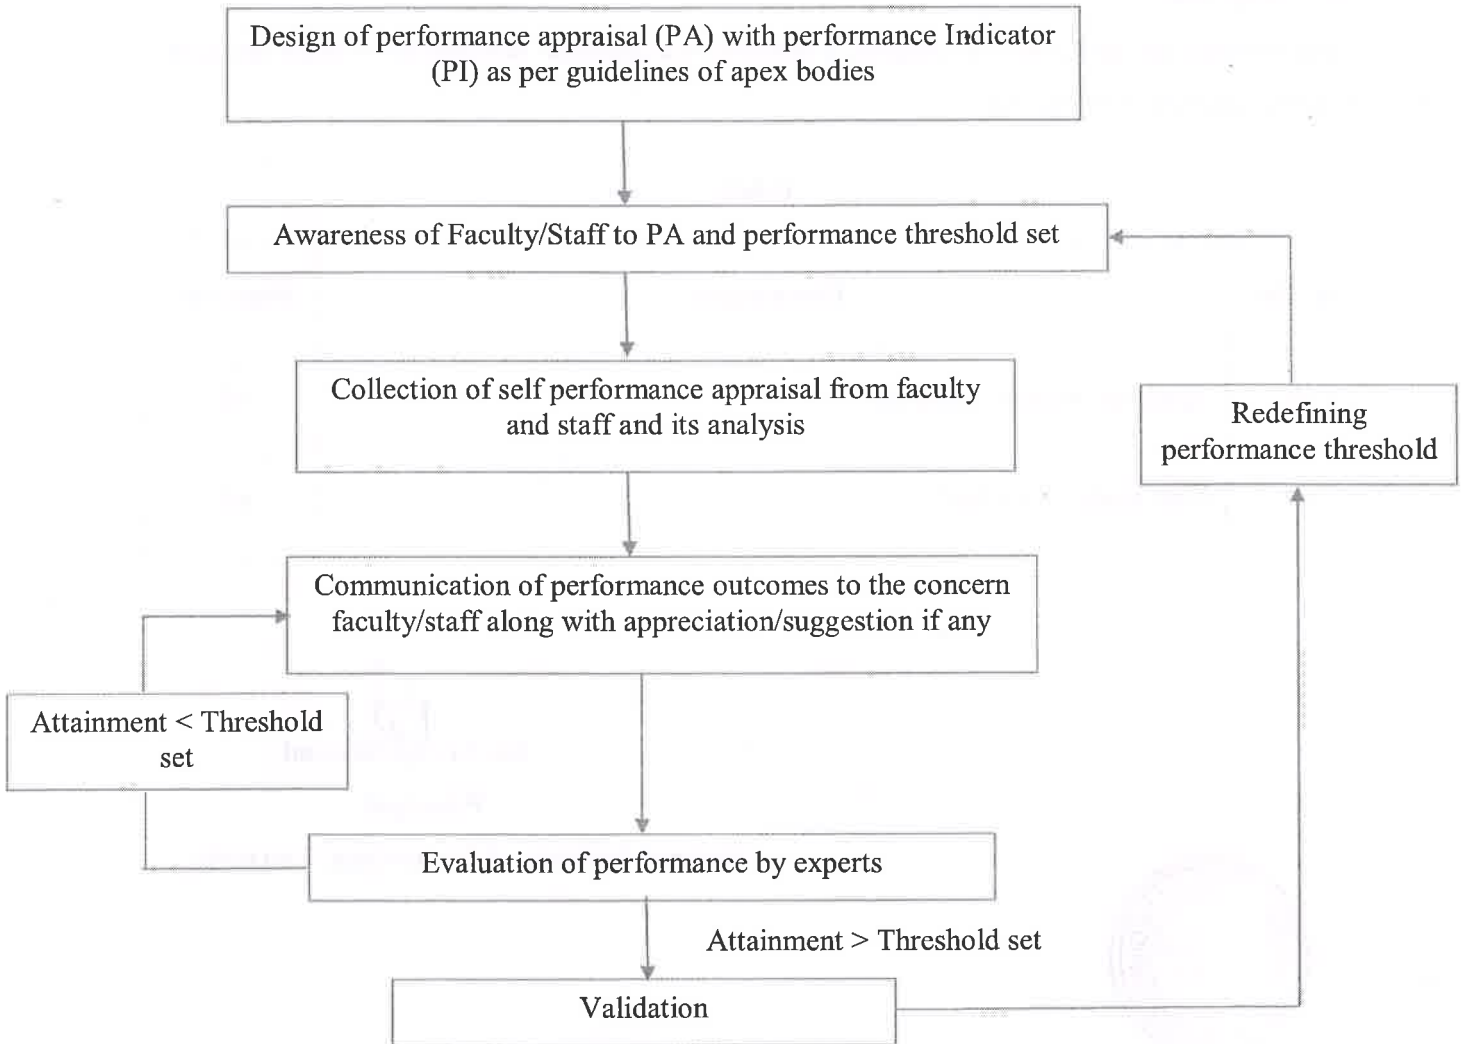 Design of performance appraisal (PA) with performance Indicator
(PI) as per guidelines of apex bodies
Awareness of Faculty/Staff to PA and performance threshold set
Collection of self performance appraisal from faculty
and staff and its analysis
Redefining
performance threshold
Communication of performance outcomes to the concern
faculty/staff along with appreciation/suggestion if any
Attainment < Threshold
set
Evaluation of performance by experts
Attainment > Threshold set
Validation